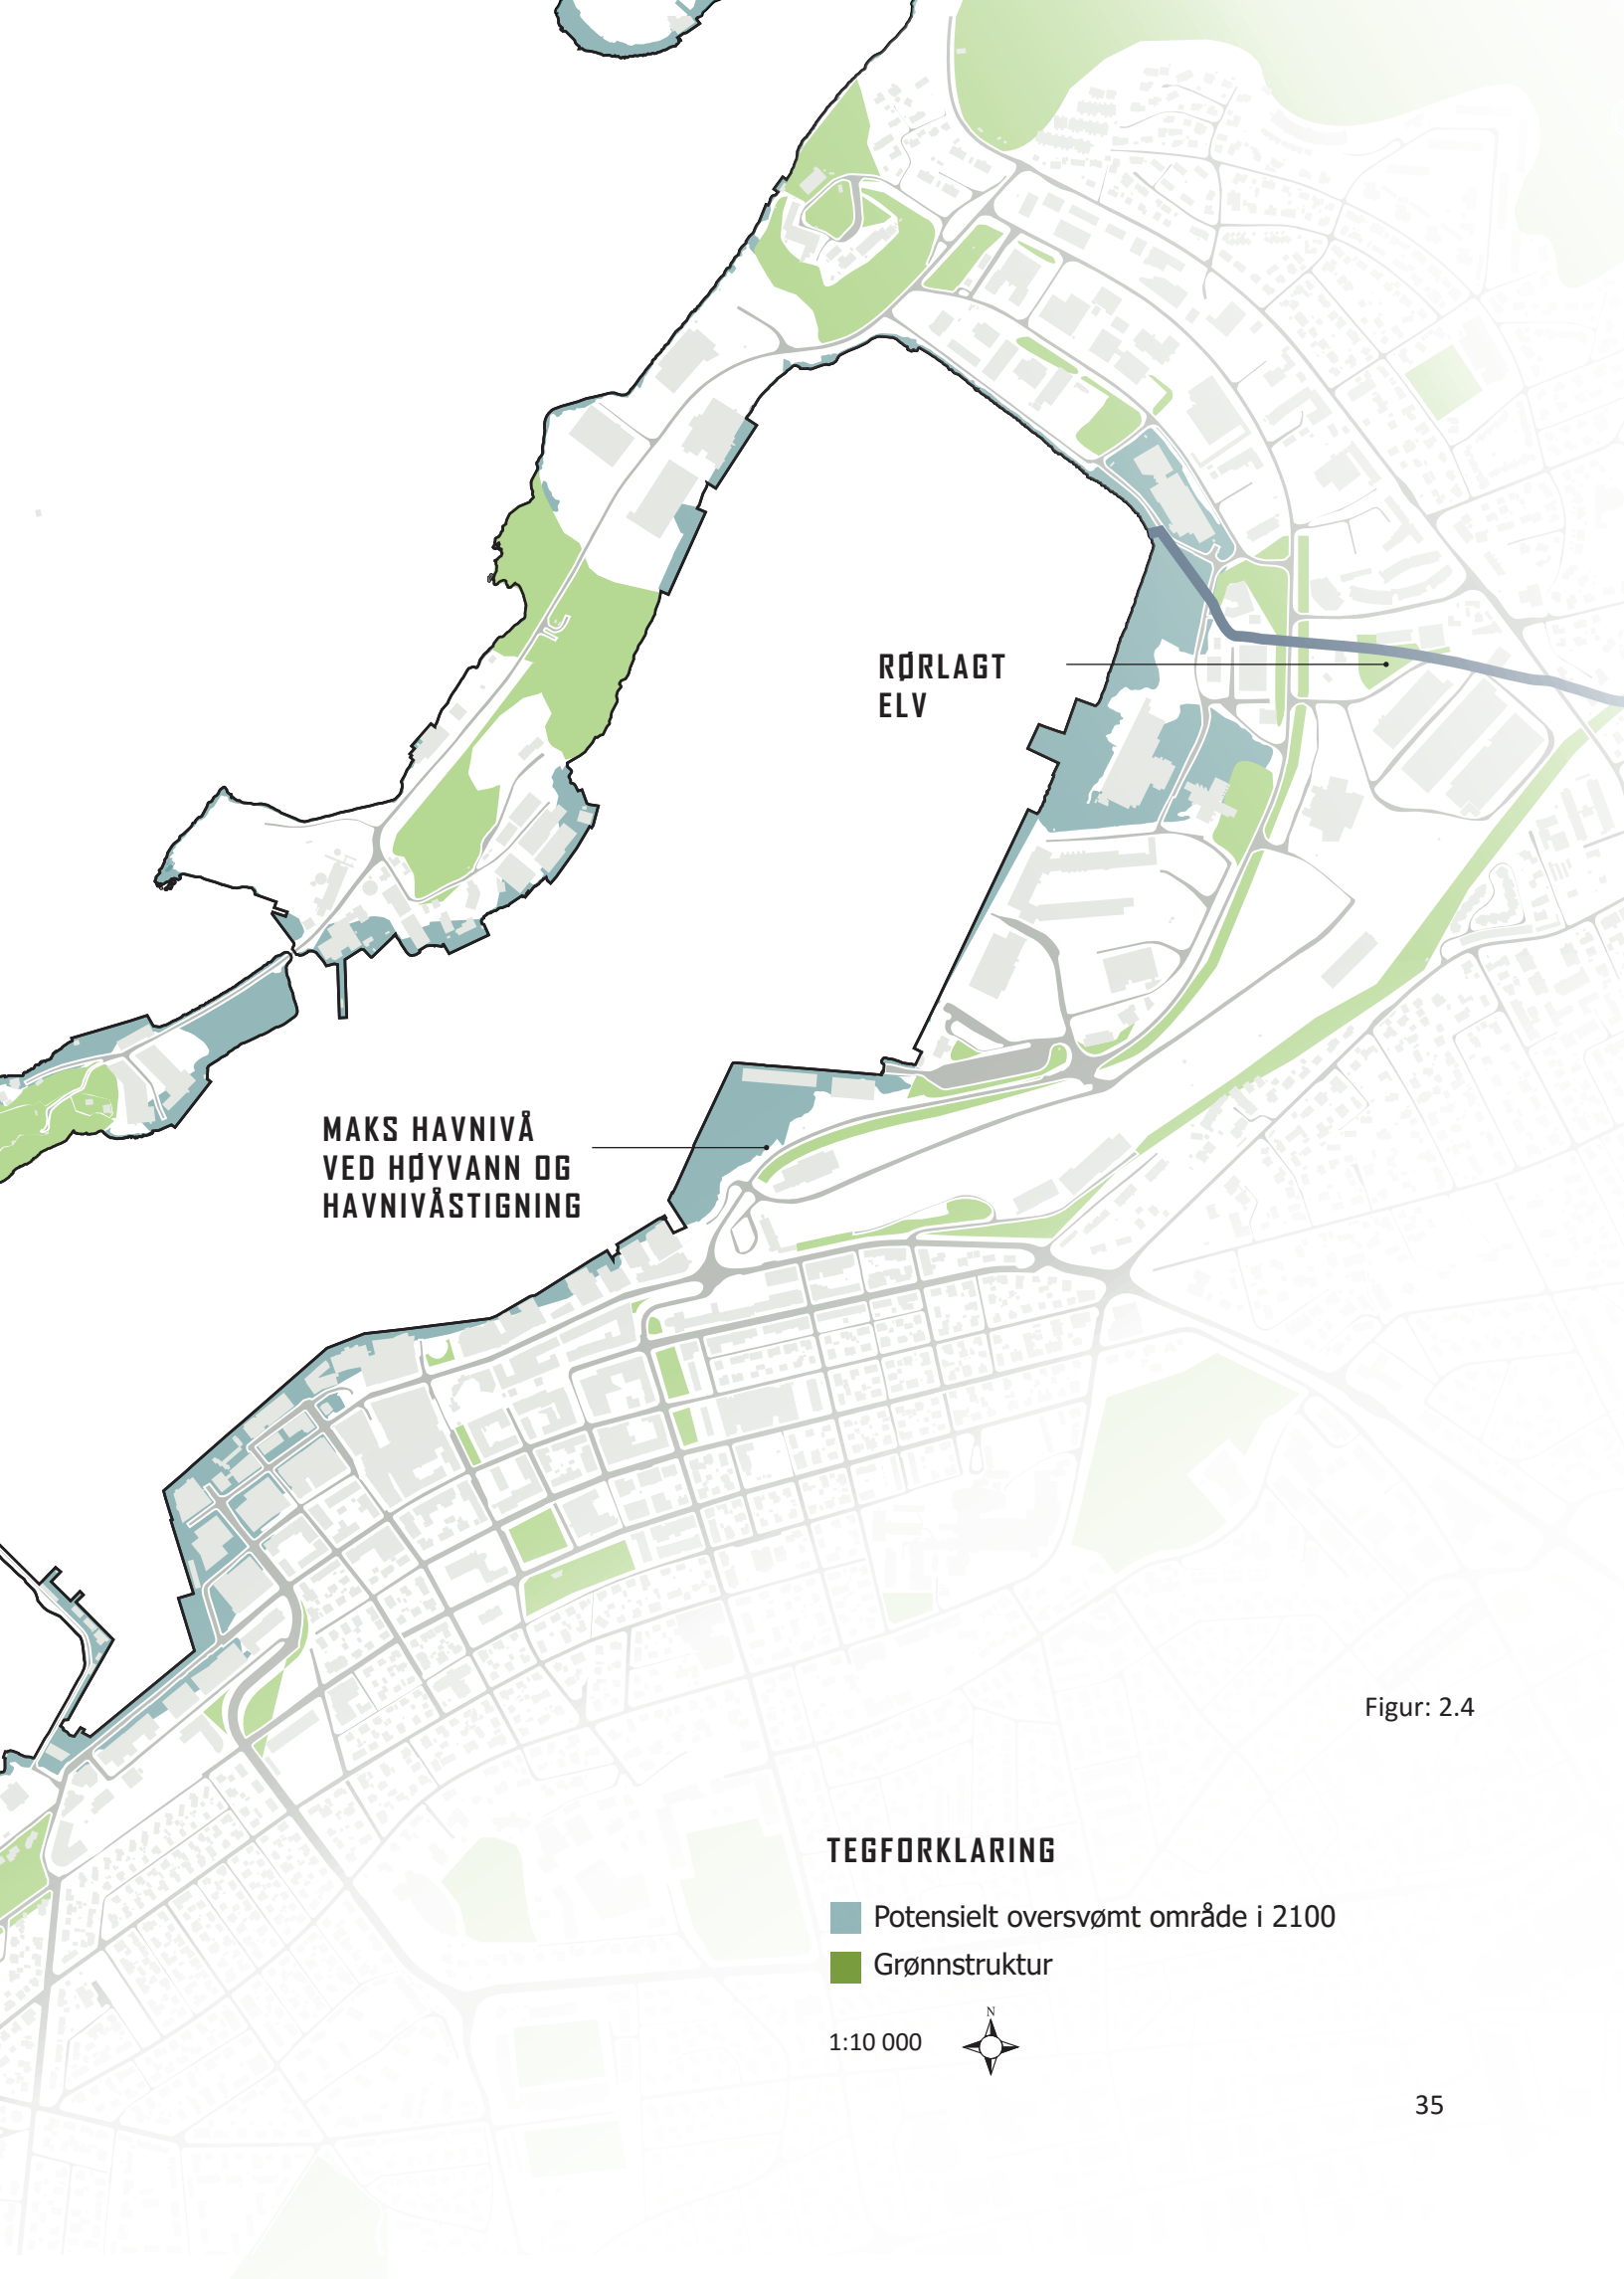 RØRLAGT
ELV
MAKS HAVNIVÅ
VED HØYVANN OG
HAVNIVÅSTIGNING
Figur: 2.4
TEGFORKLARING
Potensielt oversvømt område i 2100
Grønnstruktur
N
1:10 000
35